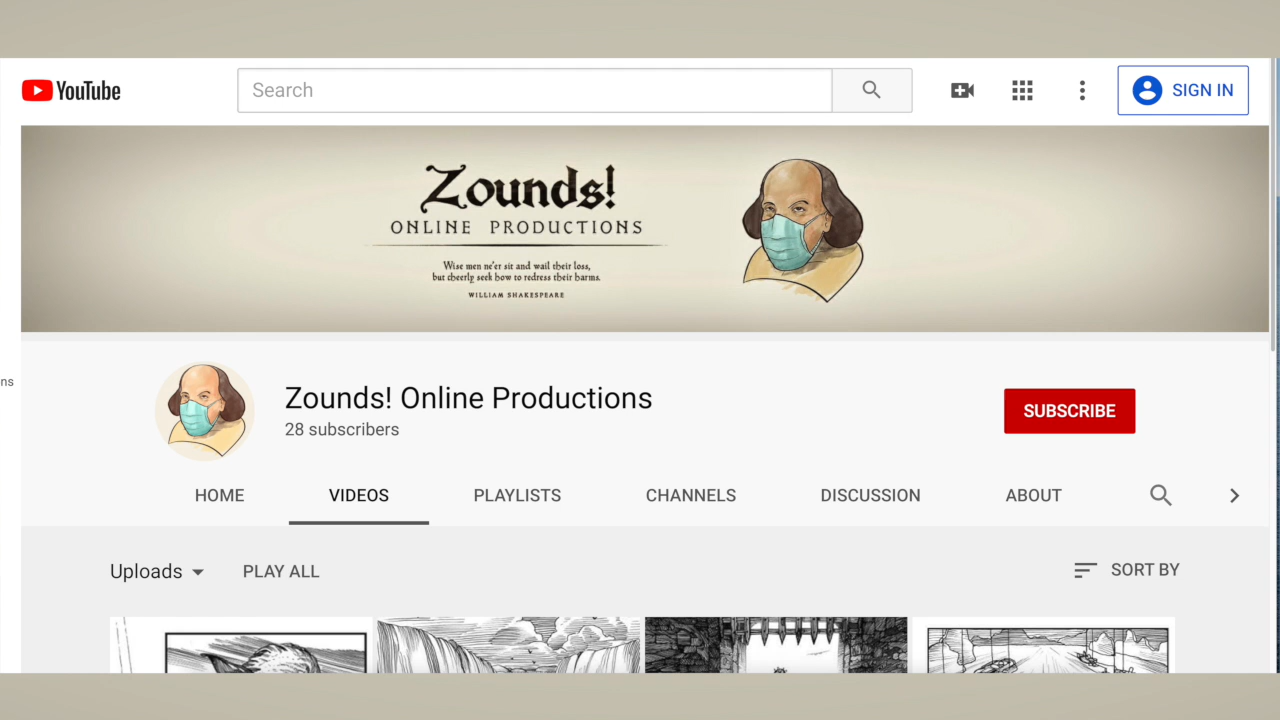 YouTube
Search
SIGN IN
Zounds!
ONLINE PRODUCTIONS
Wise men ne'er sit and wail their loss,
but cheerly seek how to redress their harms.
WILLIAM SHAKESPEARE
ns
Zounds! Online Productions
28 subscribers
SUBSCRIBE
HOME VIDEOS PLAYLISTS CHANNELS DISCUSSION ABOUT
Uploads PLAY ALL SORT BY